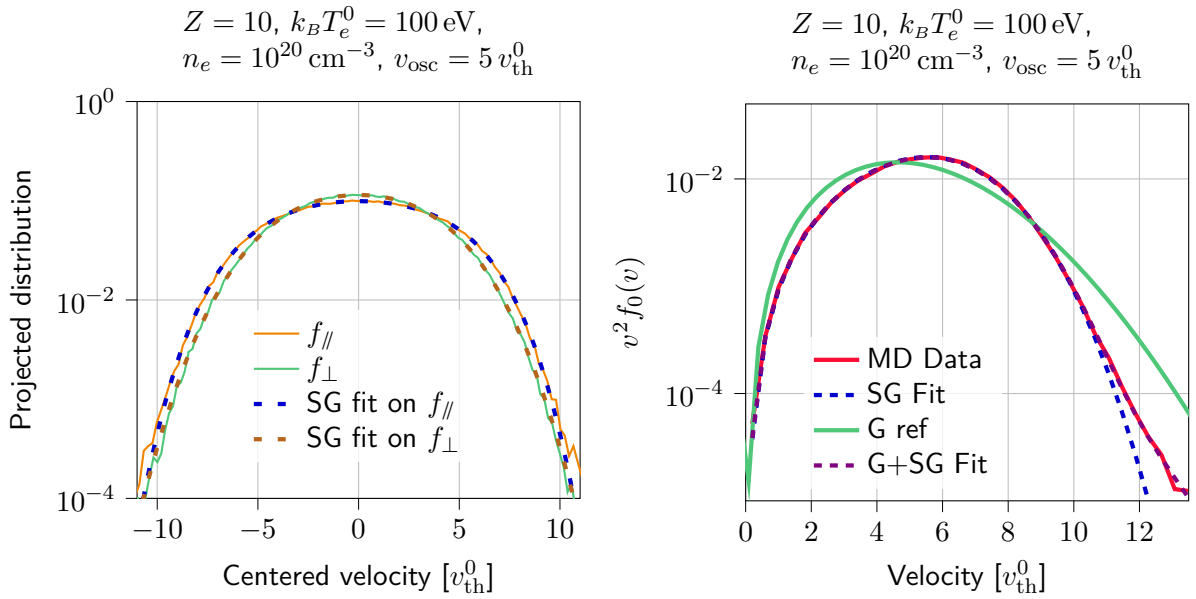 Z = 10, k_B T_e^0 = 100 eV,
n_e = 10^20 cm^−3, v_osc = 5 v_th^0
Projected distribution
10^0
10^−2
10^−4
f_∥
f_⊥
SG fit on f_∥
SG fit on f_⊥
−10
−5
0
5
10
Centered velocity [v_th^0]
Z = 10, k_B T_e^0 = 100 eV,
n_e = 10^20 cm^−3, v_osc = 5 v_th^0
v^2 f_0(v)
10^−2
10^−4
MD Data
SG Fit
G ref
G+SG Fit
0
2
4
6
8
10
12
Velocity [v_th^0]